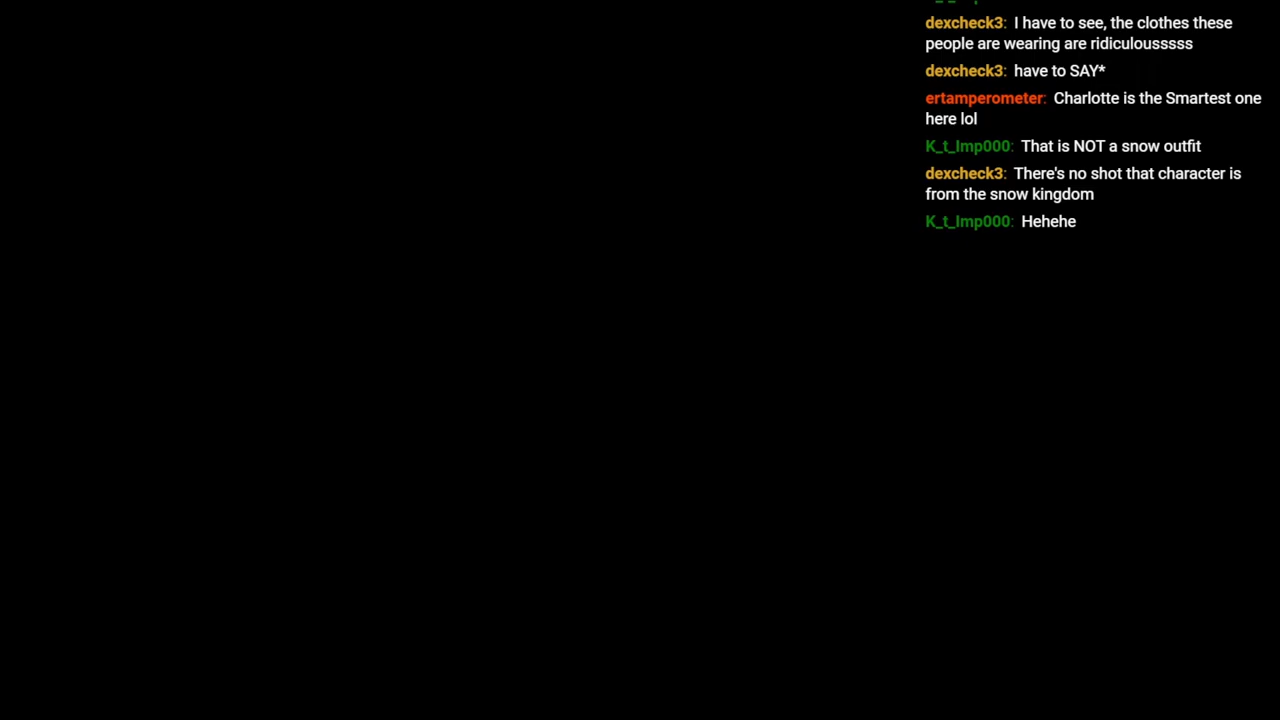 dexcheck3: I have to see, the clothes these
people are wearing are ridiculousssss
dexcheck3: have to SAY*
ertamperometer: Charlotte is the Smartest one
here lol
K_t_Imp000: That is NOT a snow outfit
dexcheck3: There's no shot that character is
from the snow kingdom
K_t_Imp000: Hehehe